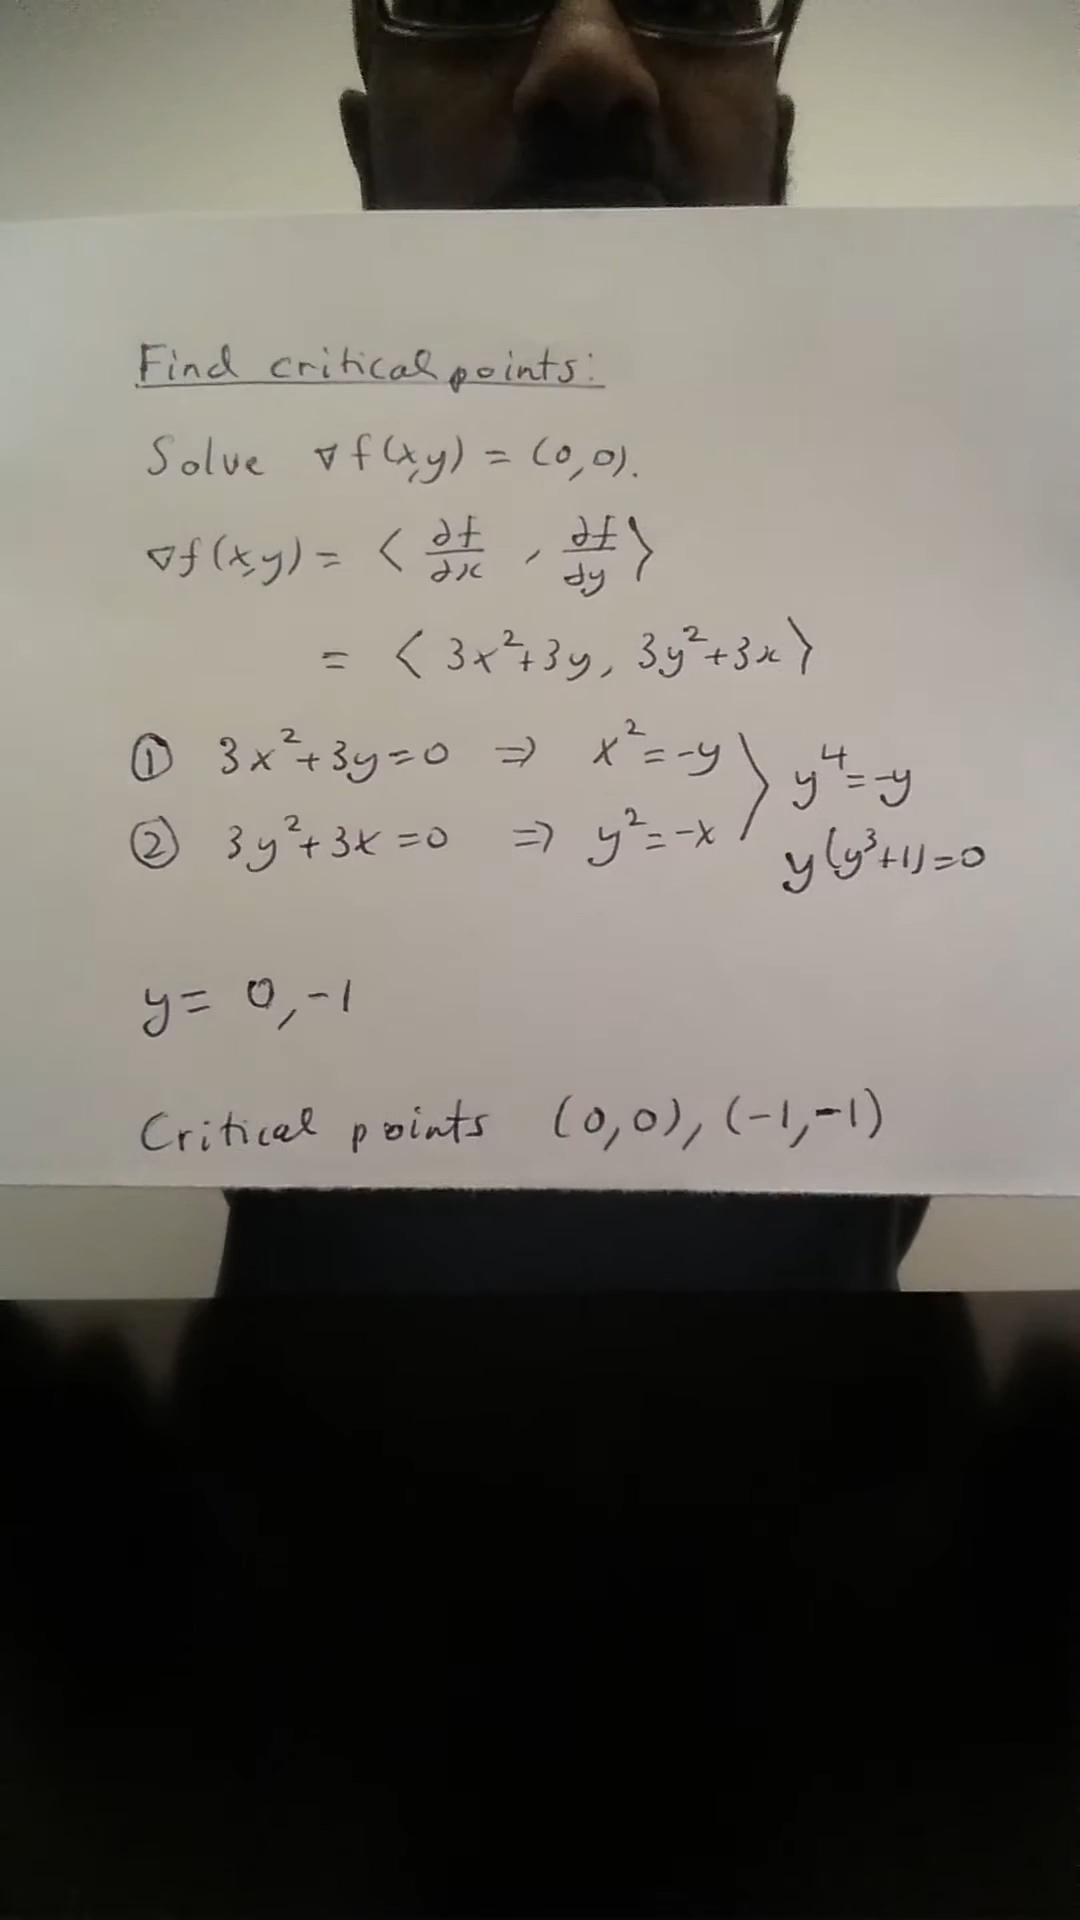 Find critical points:
Solve ∇f(x,y) = (0,0).
∇f(x,y) = ⟨ ∂f/∂x , ∂f/∂y ⟩
= ⟨ 3x²+3y, 3y²+3x ⟩
① 3x²+3y=0 ⇒ x²=-y ⟩ y⁴=-y
② 3y²+3x=0 ⇒ y²=-x
y(y³+1)=0
y= 0,-1
Critical points (0,0), (-1,-1)